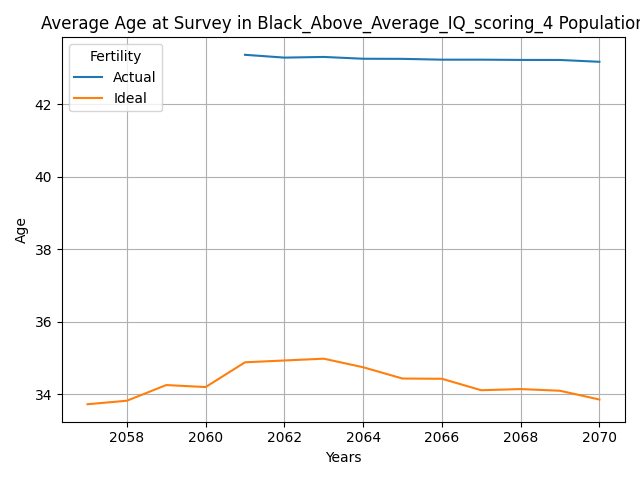 Average Age at Survey in Black_Above_Average_IQ_scoring_4 Population
Fertility
Actual
Ideal
42
40
38
36
34
Age
2058 2060 2062 2064 2066 2068 2070
Years